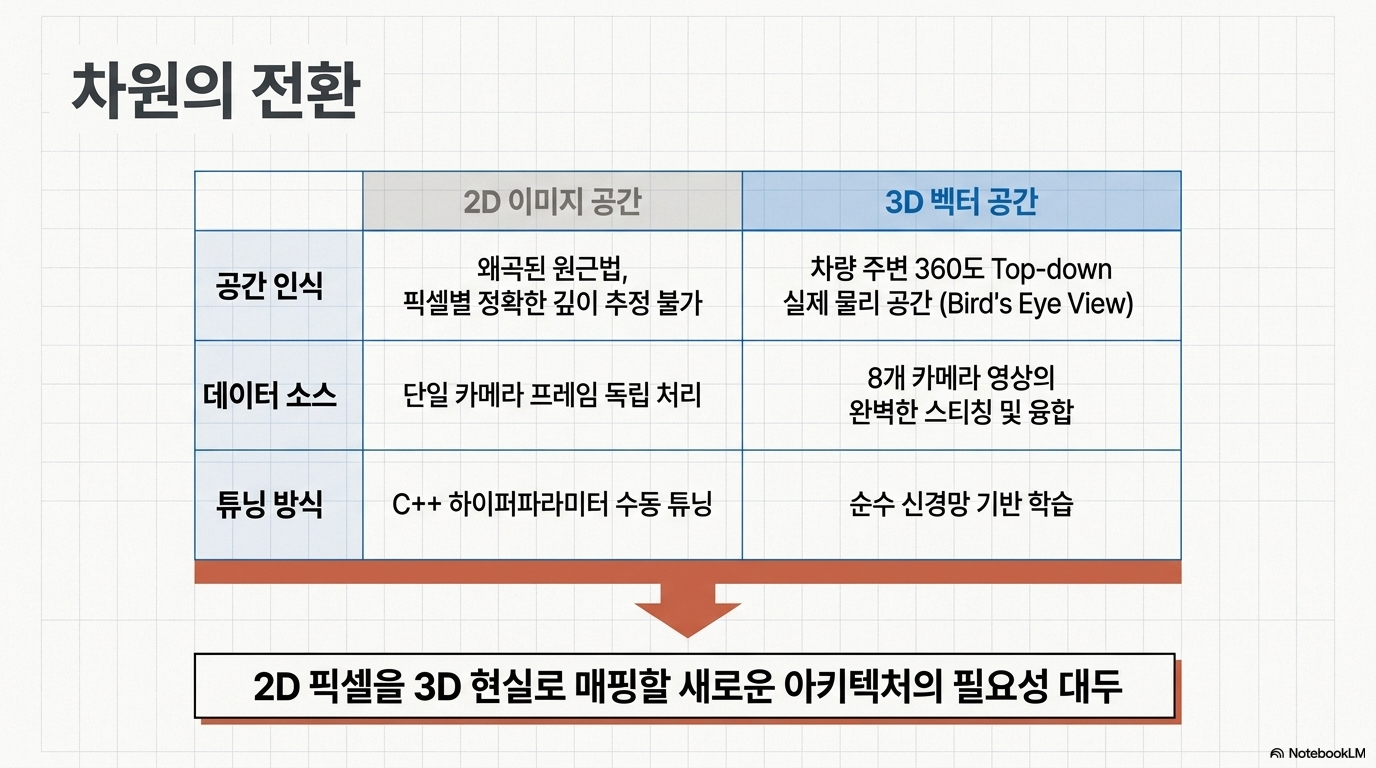 차원의 전환
2D 이미지 공간
3D 벡터 공간
공간 인식
왜곡된 원근법,
픽셀별 정확한 깊이 추정 불가
차량 주변 360도 Top-down
실제 물리 공간 (Bird's Eye View)
데이터 소스
단일 카메라 프레임 독립 처리
8개 카메라 영상의
완벽한 스티칭 및 융합
튜닝 방식
C++ 하이퍼파라미터 수동 튜닝
순수 신경망 기반 학습
2D 픽셀을 3D 현실로 매핑할 새로운 아키텍처의 필요성 대두
NotebookLM